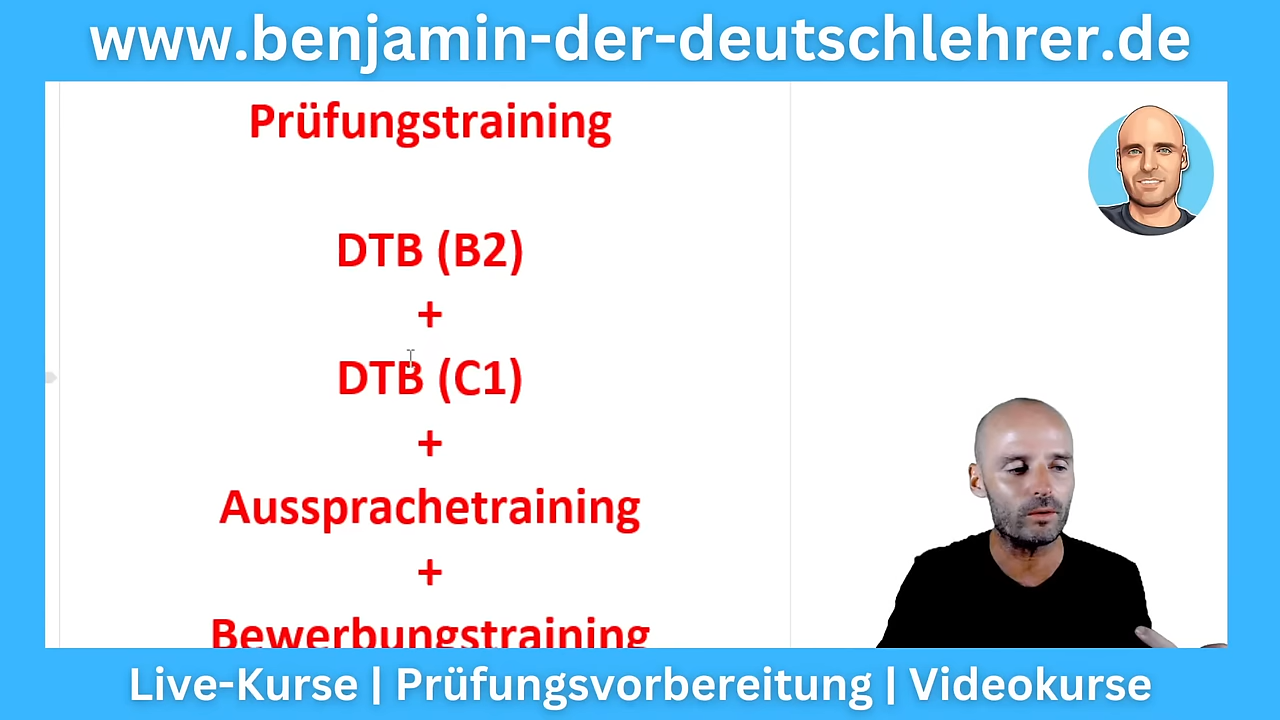 www.benjamin-der-deutschlehrer.de
Prüfungstraining
DTB (B2)
+
DTB (C1)
+
Aussprachetraining
+
Bewerbungstraining
Live-Kurse | Prüfungsvorbereitung | Videokurse